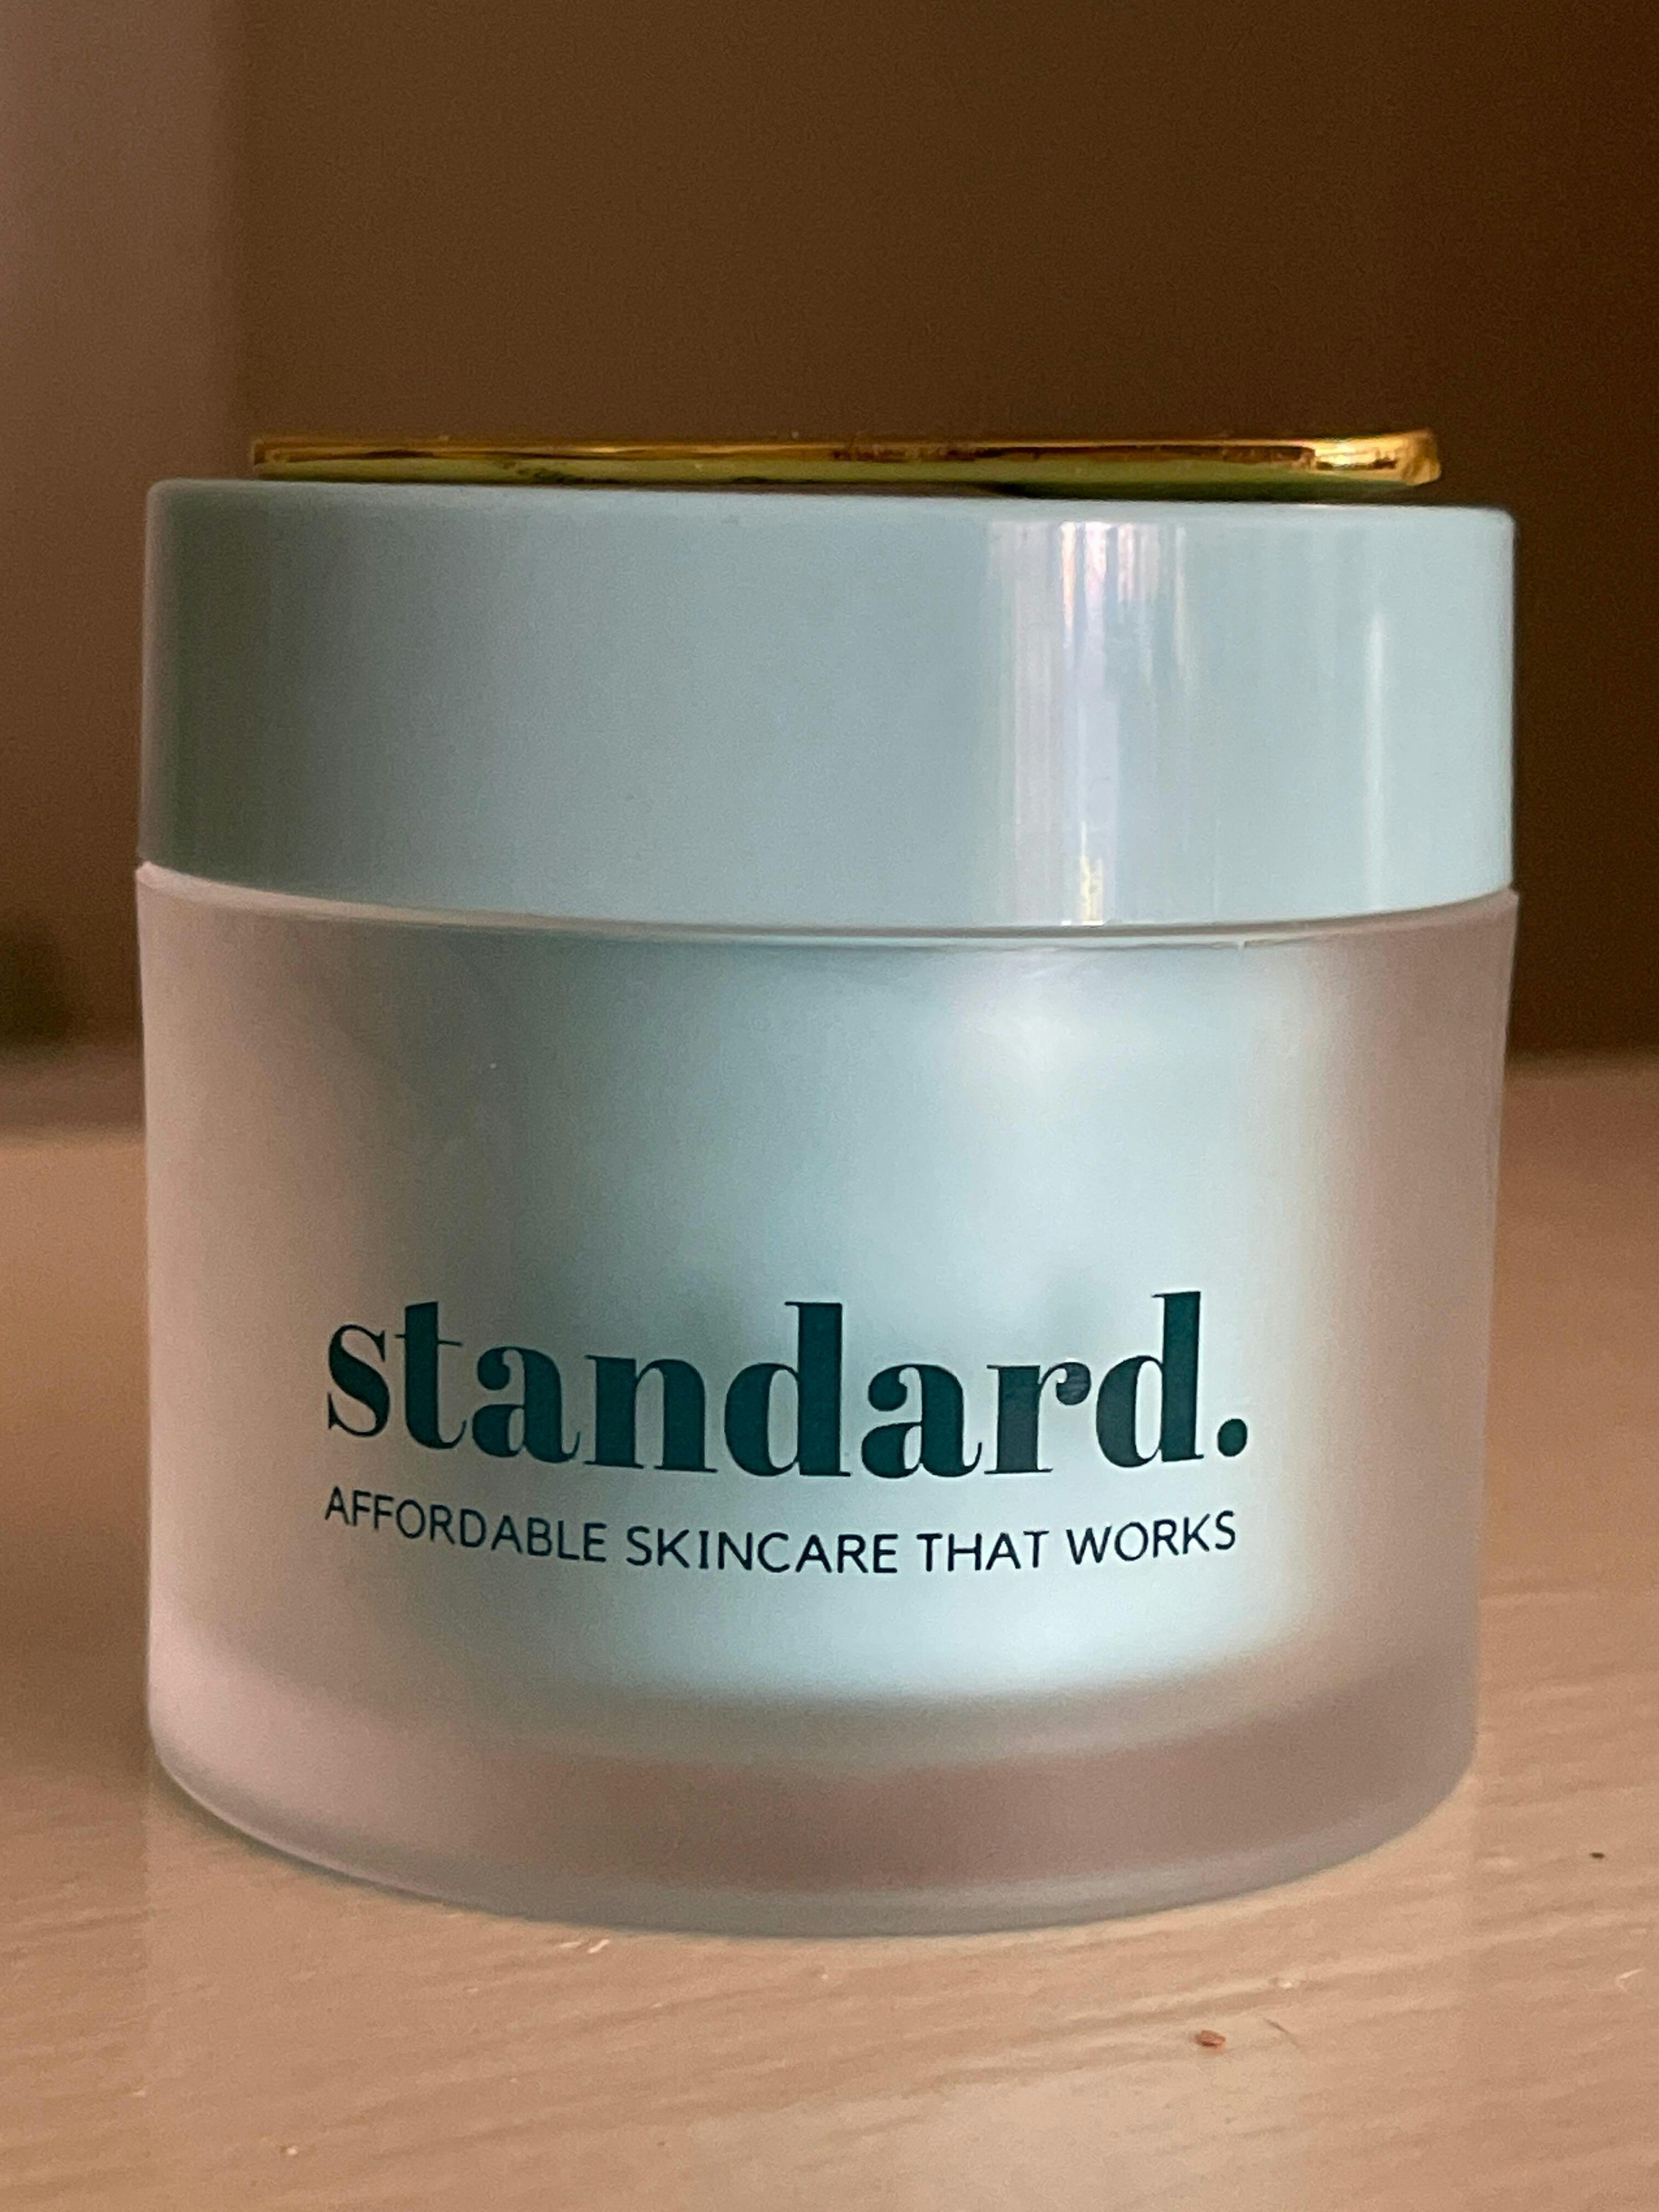 standard.
AFFORDABLE SKINCARE THAT WORKS